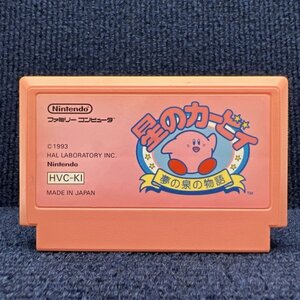 Nintendo
ファミリー コンピュータ
星のカービィ
夢の泉の物語
TM
©1993
HAL LABORATORY INC.
Nintendo
HVC-KI
MADE IN JAPAN